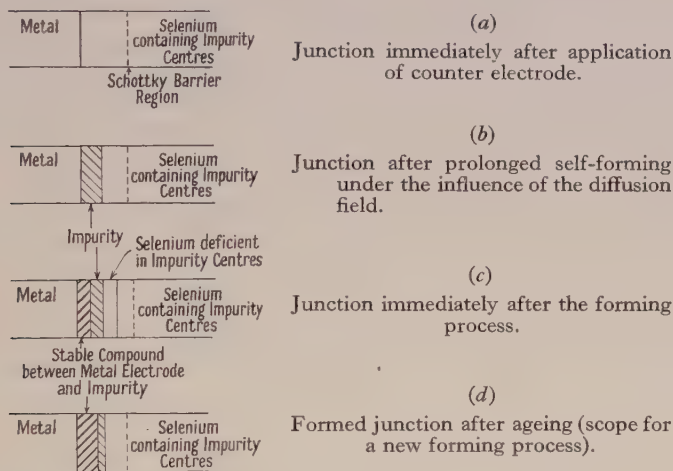 Metal
Selenium
containing Impurity
Centres
Schottky Barrier
Region
(a)
Junction immediately after application
of counter electrode.
Metal
Selenium
containing Impurity
Centres
(b)
Junction after prolonged self-forming
under the influence of the diffusion
field.
Impurity
Selenium deficient
in Impurity Centres
Metal
Selenium
containing Impurity
Centres
(c)
Junction immediately after the forming
process.
Stable Compound
between Metal Electrode
and Impurity
Metal
Selenium
containing Impurity
Centres
(d)
Formed junction after ageing (scope for
a new forming process).